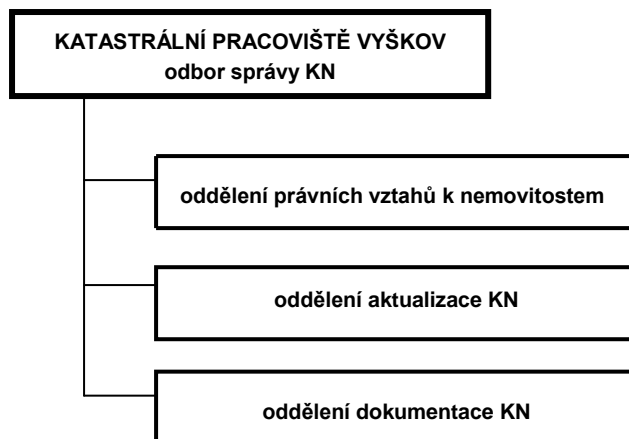 KATASTRÁLNÍ PRACOVIŠTĚ VYŠKOV
odbor správy KN
oddělení právních vztahů k nemovitostem
oddělení aktualizace KN
oddělení dokumentace KN